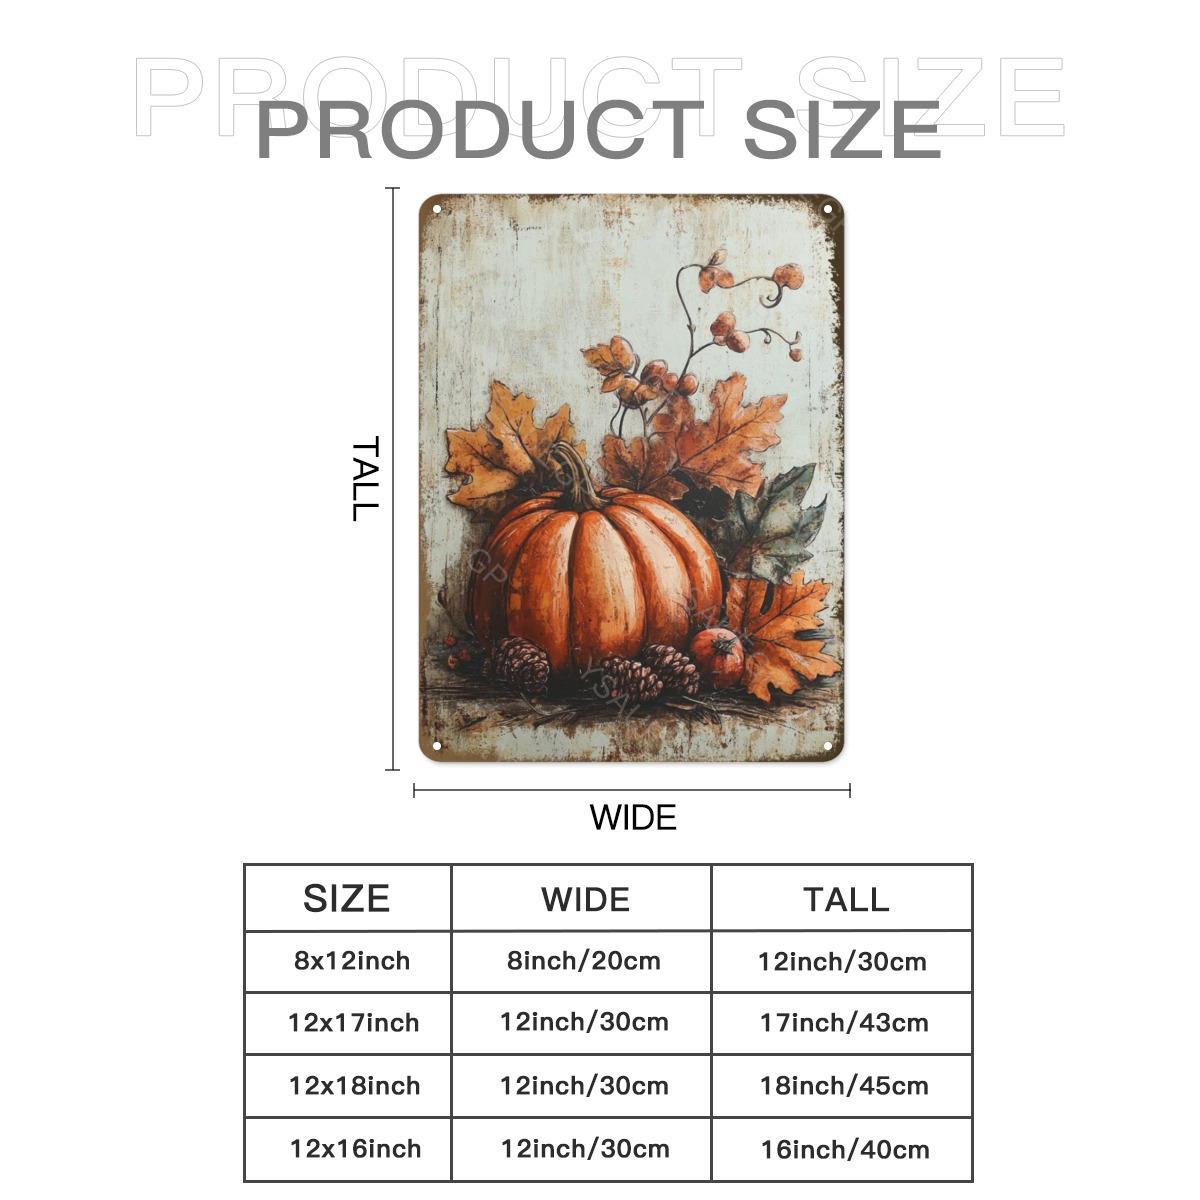 PRODUCT SIZE
PRODUCT SIZE
TALL
WIDE
SIZE WIDE TALL
8x12inch 8inch/20cm 12inch/30cm
12x17inch 12inch/30cm 17inch/43cm
12x18inch 12inch/30cm 18inch/45cm
12x16inch 12inch/30cm 16inch/40cm